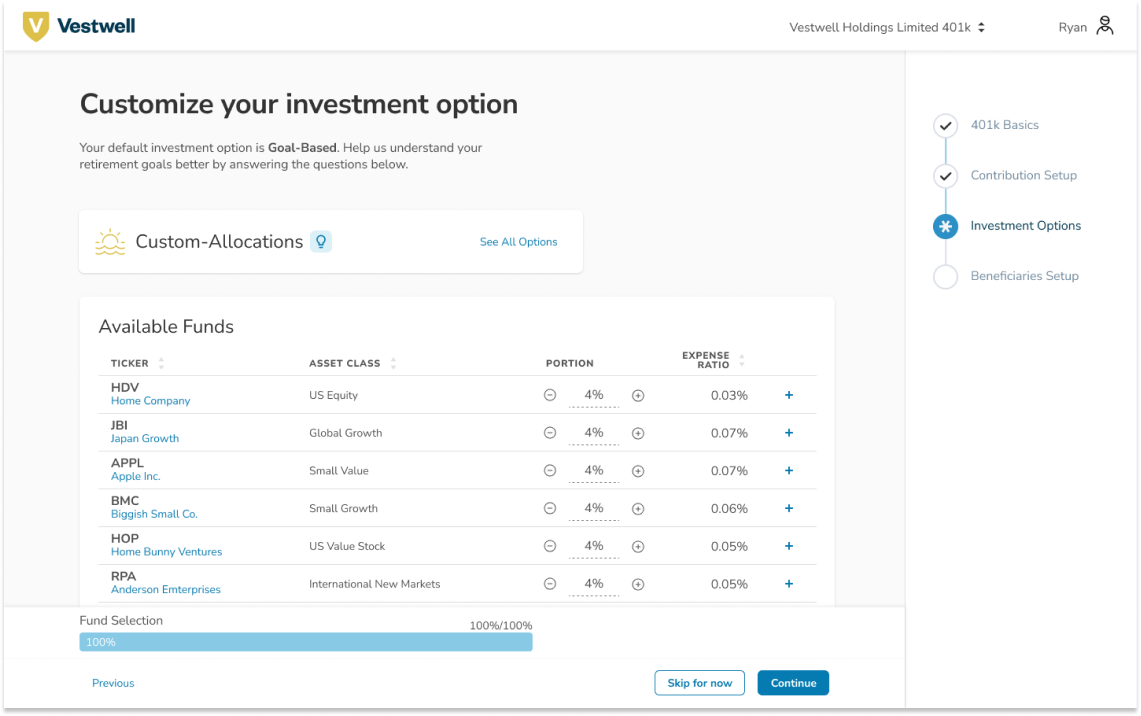 Vestwell
Vestwell Holdings Limited 401k
Ryan
Customize your investment option
Your default investment option is Goal-Based. Help us understand your
retirement goals better by answering the questions below.
Custom-Allocations
See All Options
Available Funds
TICKER ASSET CLASS PORTION EXPENSE
RATIO
HDV
Home Company
US Equity 4% 0.03% +
JBI
Japan Growth
Global Growth 4% 0.07% +
APPL
Apple Inc.
Small Value 4% 0.07% +
BMC
Biggish Small Co.
Small Growth 4% 0.06% +
HOP
Home Bunny Ventures
US Value Stock 4% 0.05% +
RPA
Anderson Emterprises
International New Markets 4% 0.05% +
Fund Selection
100%/100%
100%
Previous
Skip for now
Continue
401k Basics
Contribution Setup
Investment Options
Beneficiaries Setup